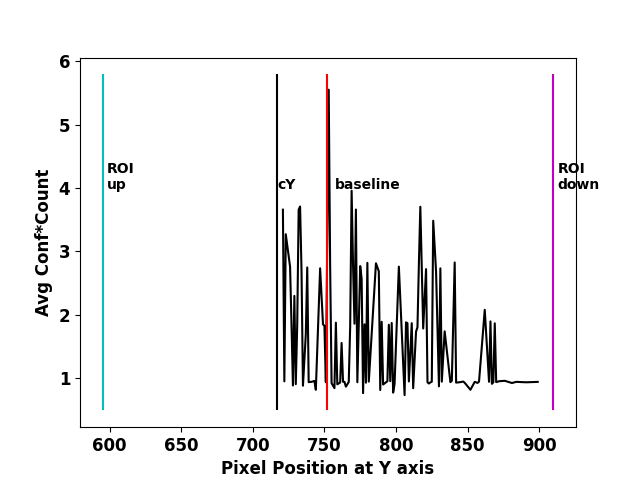 6
5
4
3
2
1
Avg Conf*Count
ROI
up
cY
baseline
ROI
down
600 650 700 750 800 850 900
Pixel Position at Y axis